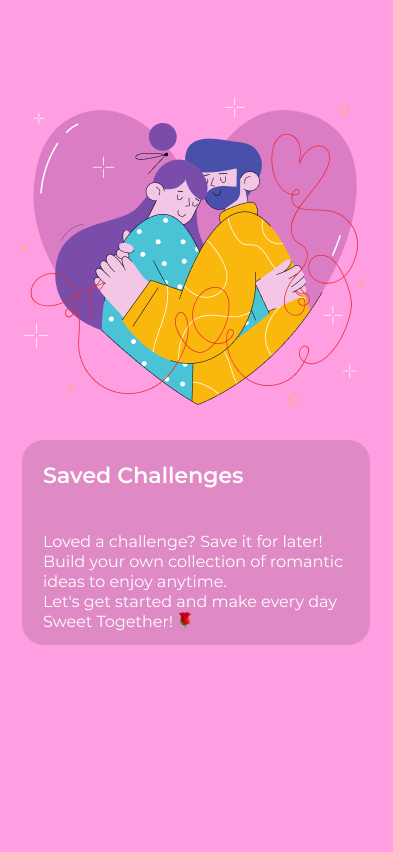 Saved Challenges
Loved a challenge? Save it for later!
Build your own collection of romantic
ideas to enjoy anytime.
Let's get started and make every day
Sweet Together! 🌹